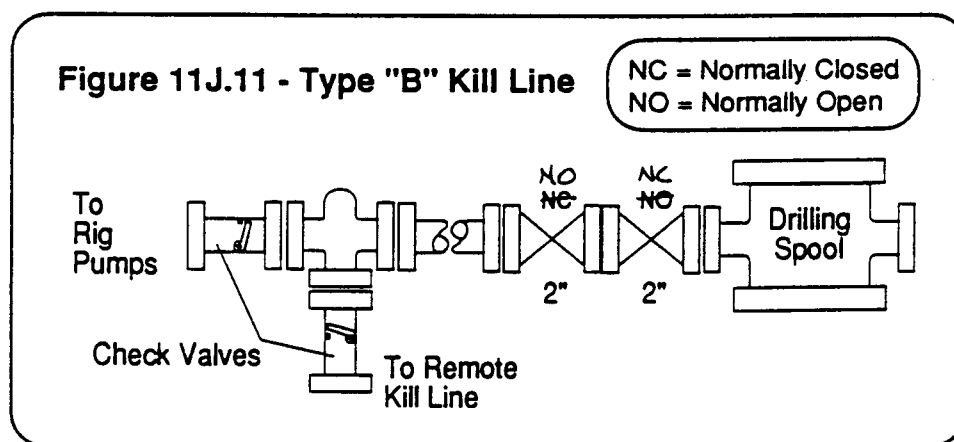 Figure 11J.11 - Type "B" Kill Line
NC = Normally Closed
NO = Normally Open
To
Rig
Pumps
NO NC
NC NO
2" 2"
Drilling
Spool
Check Valves
To Remote
Kill Line